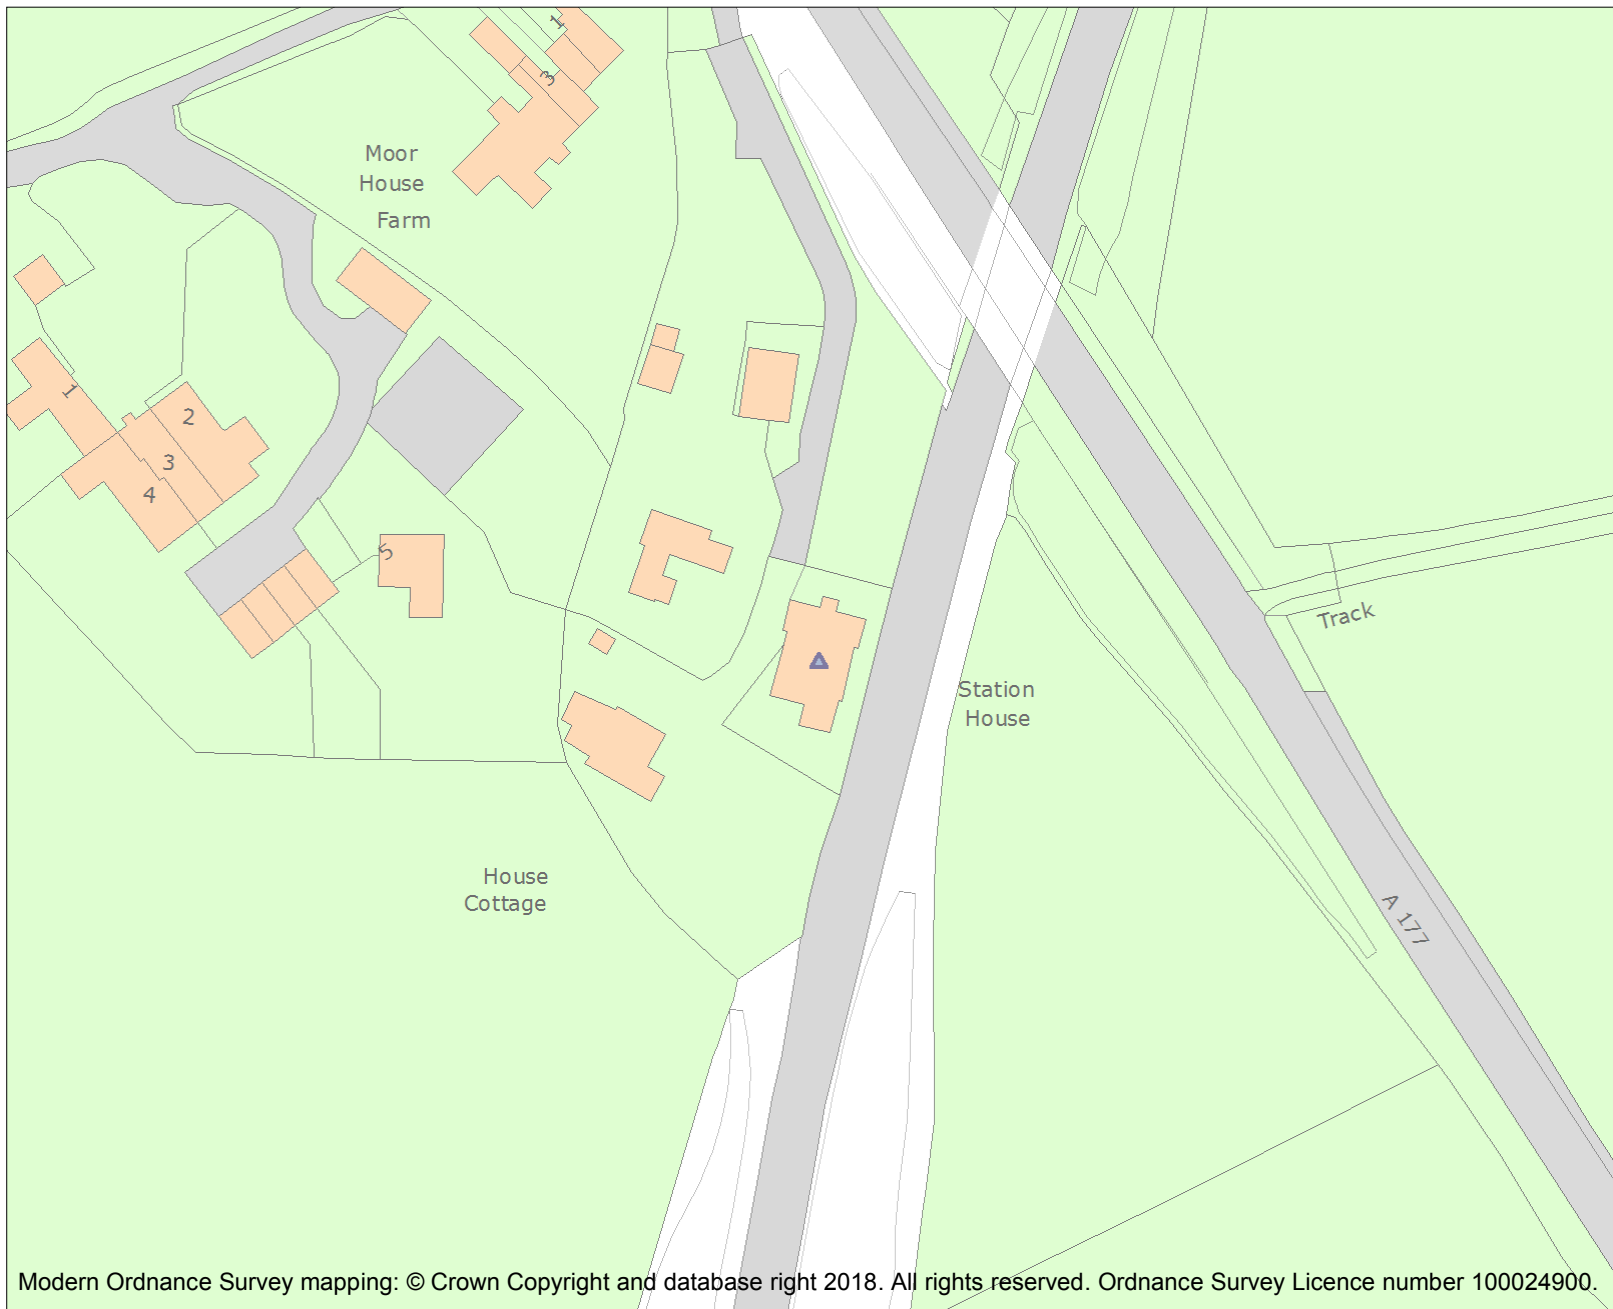 1
3
Moor
House
Farm
1
2
3
4
5
Track
Station
House
House
Cottage
A 177
Modern Ordnance Survey mapping: © Crown Copyright and database right 2018. All rights reserved. Ordnance Survey Licence number 100024900.